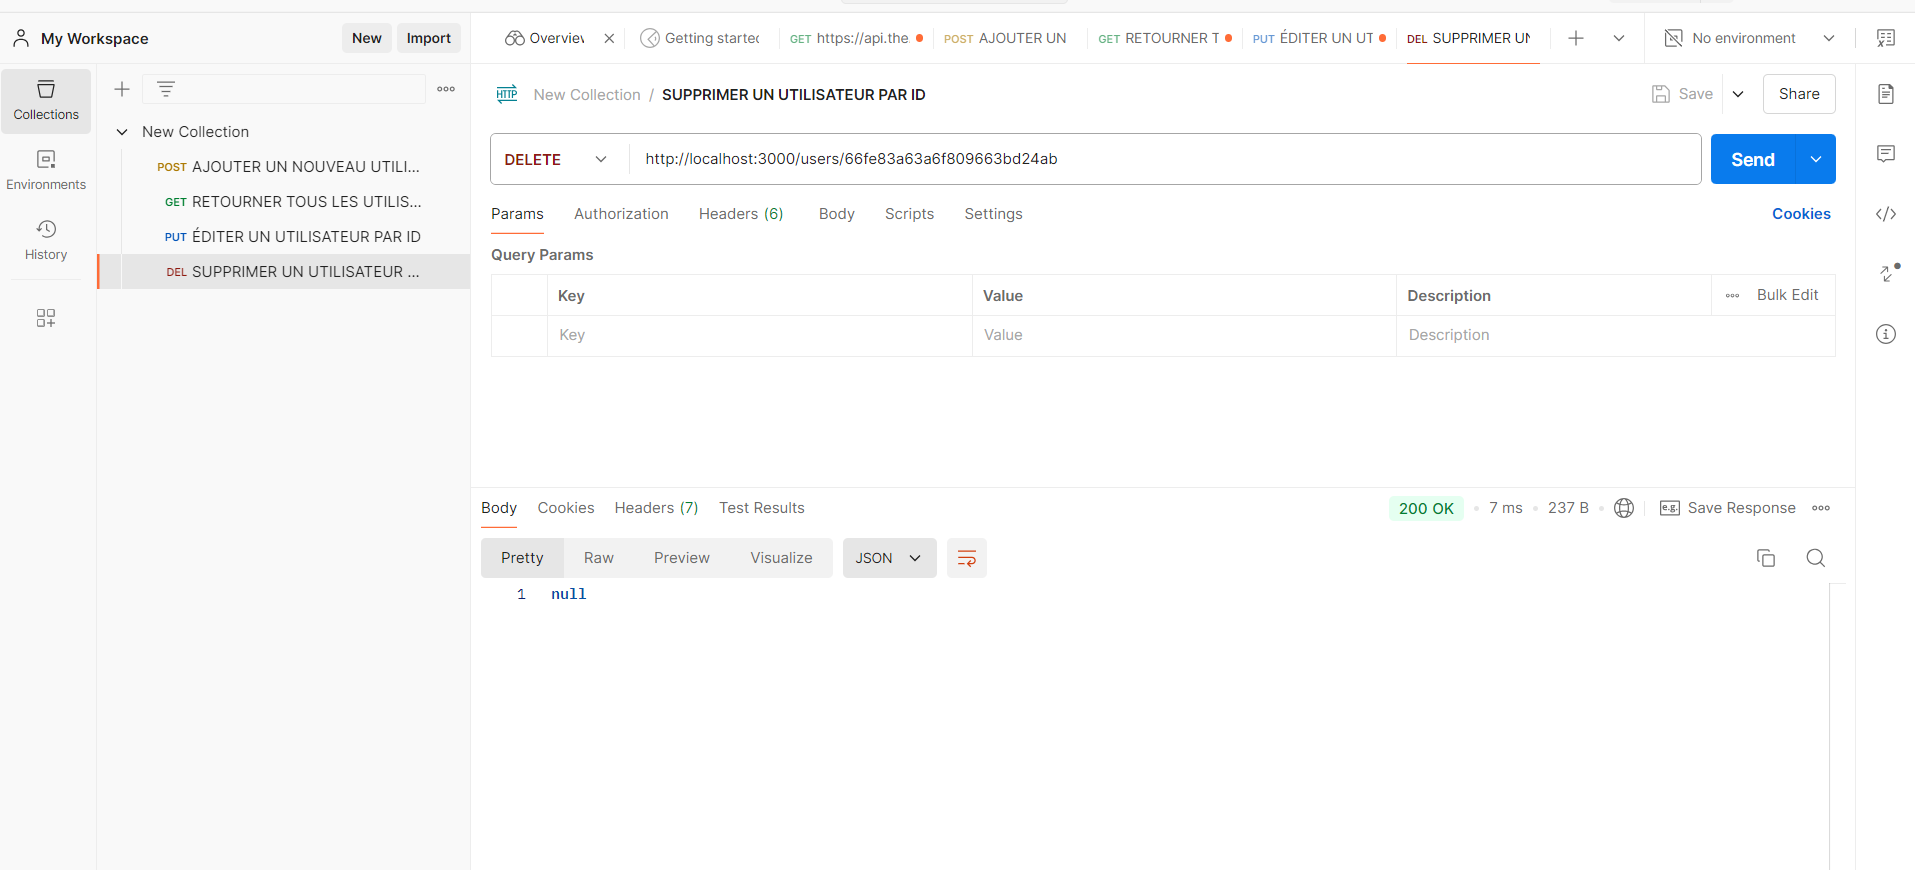 My Workspace
New
Import
Overview
Getting started
GET https://api.the
POST AJOUTER UN
GET RETOURNER T
PUT ÉDITER UN UT
DEL SUPPRIMER UN
No environment
Collections
Environments
History
New Collection
POST AJOUTER UN NOUVEAU UTILI...
GET RETOURNER TOUS LES UTILIS...
PUT ÉDITER UN UTILISATEUR PAR ID
DEL SUPPRIMER UN UTILISATEUR ...
HTTP New Collection / SUPPRIMER UN UTILISATEUR PAR ID
Save
Share
DELETE
http://localhost:3000/users/66fe83a63a6f809663bd24ab
Send
Params
Authorization
Headers (6)
Body
Scripts
Settings
Cookies
Query Params
Key Value Description Bulk Edit
Key Value Description
Body
Cookies
Headers (7)
Test Results
200 OK
7 ms
237 B
e.g. Save Response
Pretty
Raw
Preview
Visualize
JSON
1 null